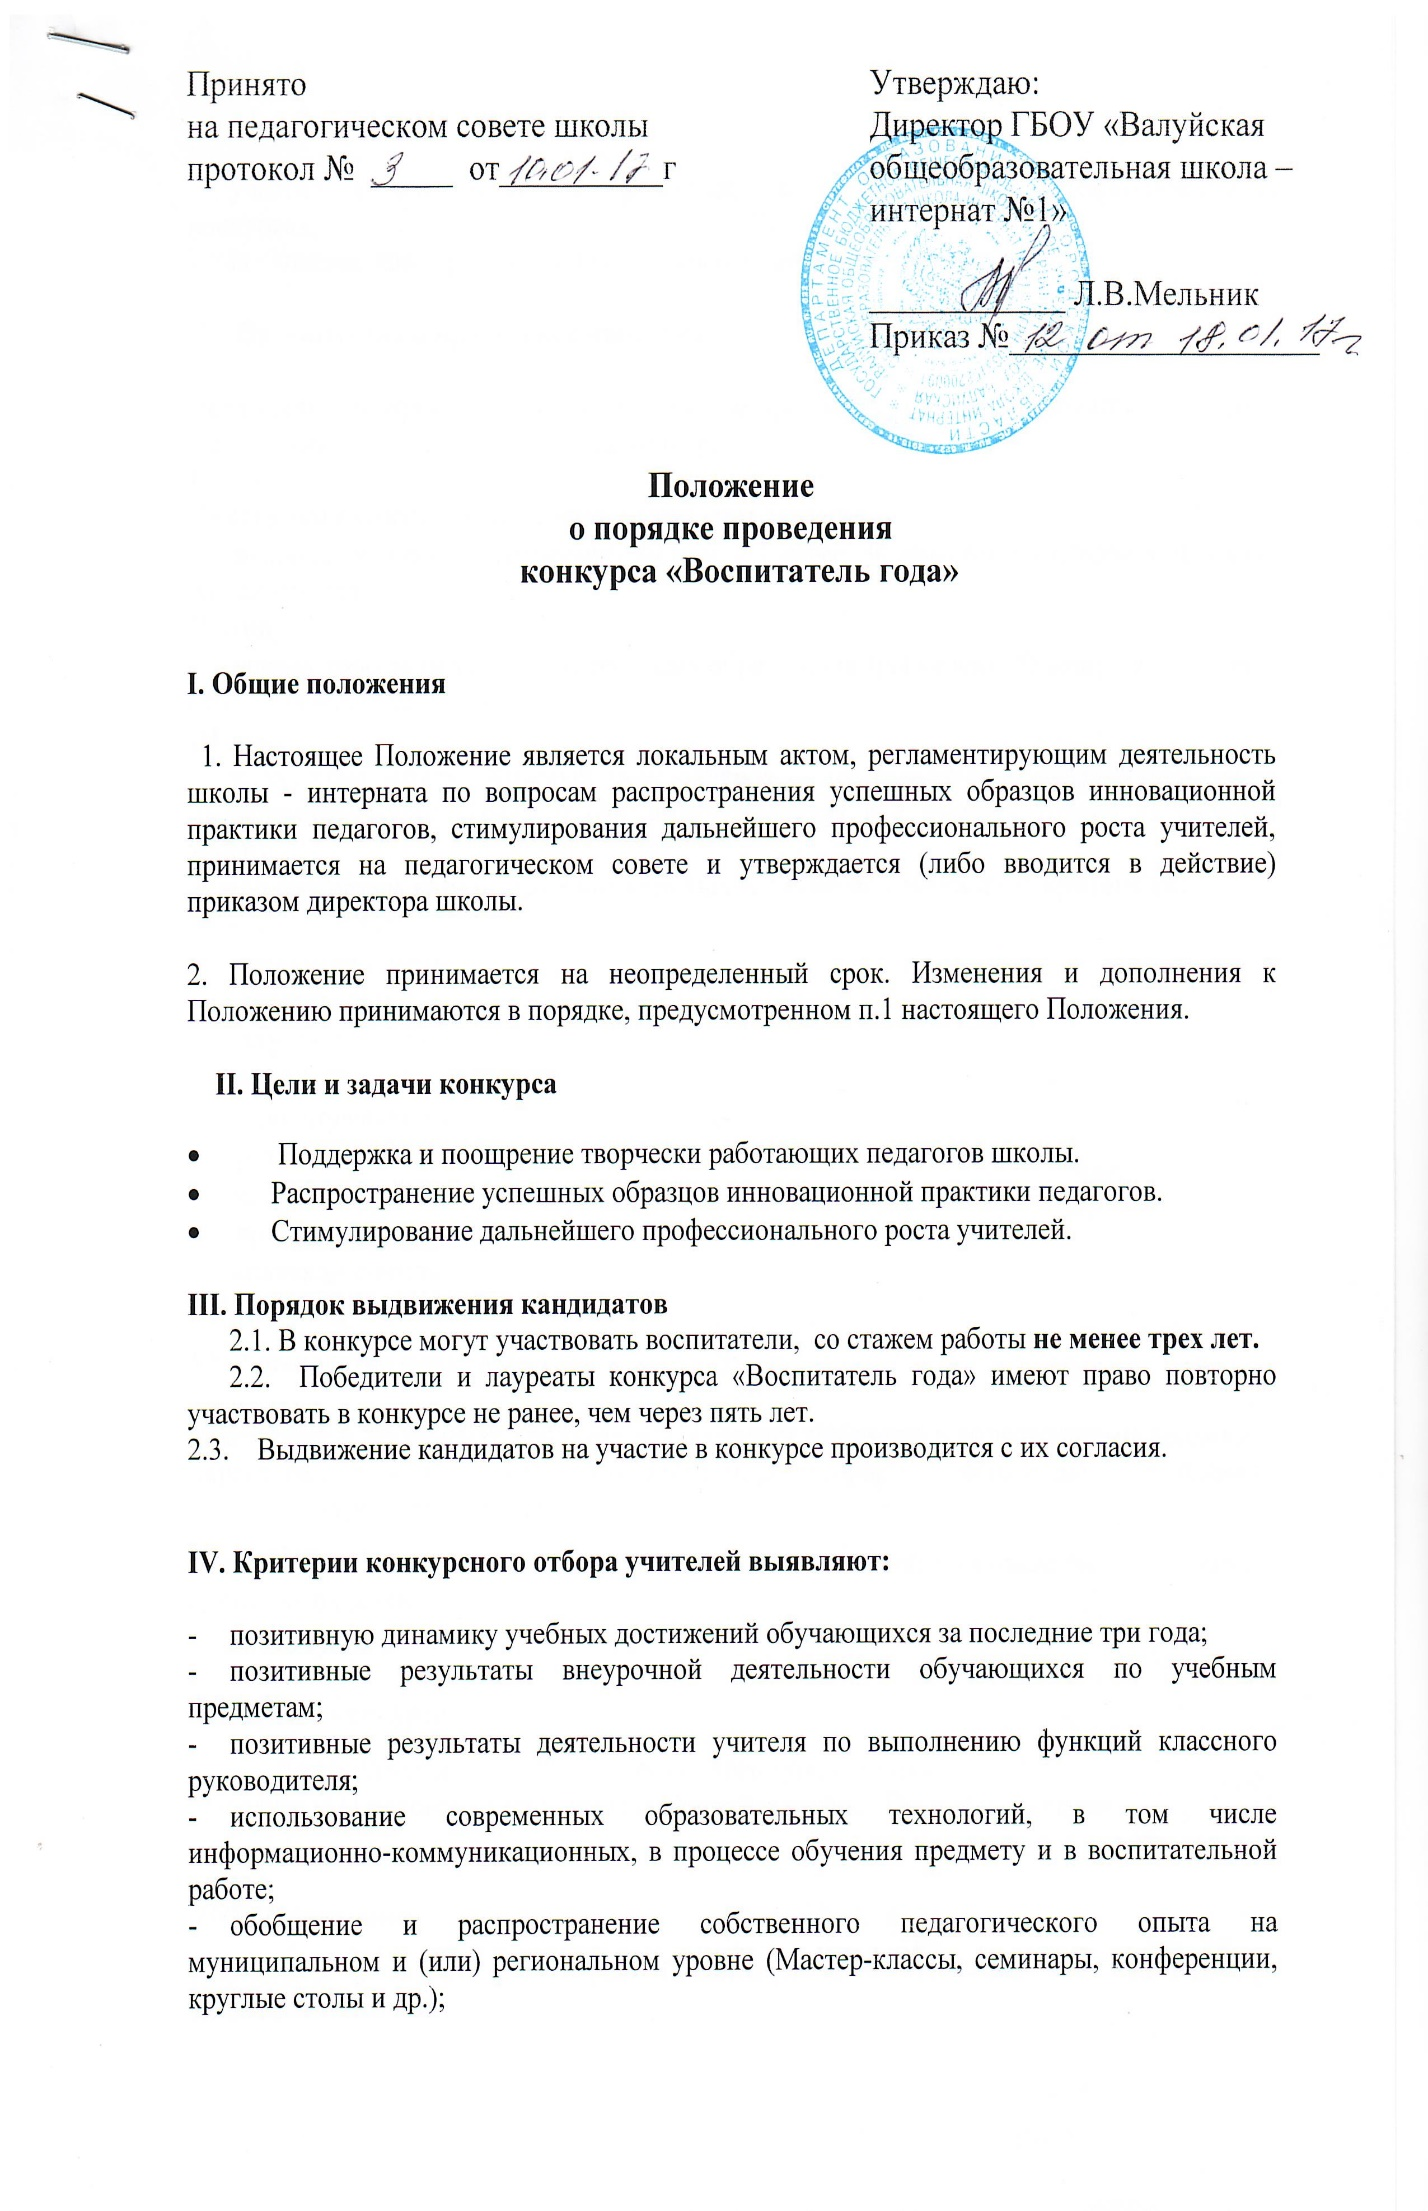 Принято
на педагогическом совете школы
протокол № 3 от 10.01.17 г
Утверждаю:
Директор ГБОУ «Валуйская
общеобразовательная школа –
интернат №1»
Л.В.Мельник
Приказ № 12 от 18.01.17г
Положение
о порядке проведения
конкурса «Воспитатель года»
I. Общие положения
1. Настоящее Положение является локальным актом, регламентирующим деятельность
школы - интерната по вопросам распространения успешных образцов инновационной
практики педагогов, стимулирования дальнейшего профессионального роста учителей,
принимается на педагогическом совете и утверждается (либо вводится в действие)
приказом директора школы.
2. Положение принимается на неопределенный срок. Изменения и дополнения к
Положению принимаются в порядке, предусмотренном п.1 настоящего Положения.
II. Цели и задачи конкурса
• Поддержка и поощрение творчески работающих педагогов школы.
• Распространение успешных образцов инновационной практики педагогов.
• Стимулирование дальнейшего профессионального роста учителей.
III. Порядок выдвижения кандидатов
2.1. В конкурсе могут участвовать воспитатели, со стажем работы не менее трех лет.
2.2. Победители и лауреаты конкурса «Воспитатель года» имеют право повторно
участвовать в конкурсе не ранее, чем через пять лет.
2.3. Выдвижение кандидатов на участие в конкурсе производится с их согласия.
IV. Критерии конкурсного отбора учителей выявляют:
- позитивную динамику учебных достижений обучающихся за последние три года;
- позитивные результаты внеурочной деятельности обучающихся по учебным
предметам;
- позитивные результаты деятельности учителя по выполнению функций классного
руководителя;
- использование современных образовательных технологий, в том числе
информационно-коммуникационных, в процессе обучения предмету и в воспитательной
работе;
- обобщение и распространение собственного педагогического опыта на
муниципальном и (или) региональном уровне (Мастер-классы, семинары, конференции,
круглые столы и др.);